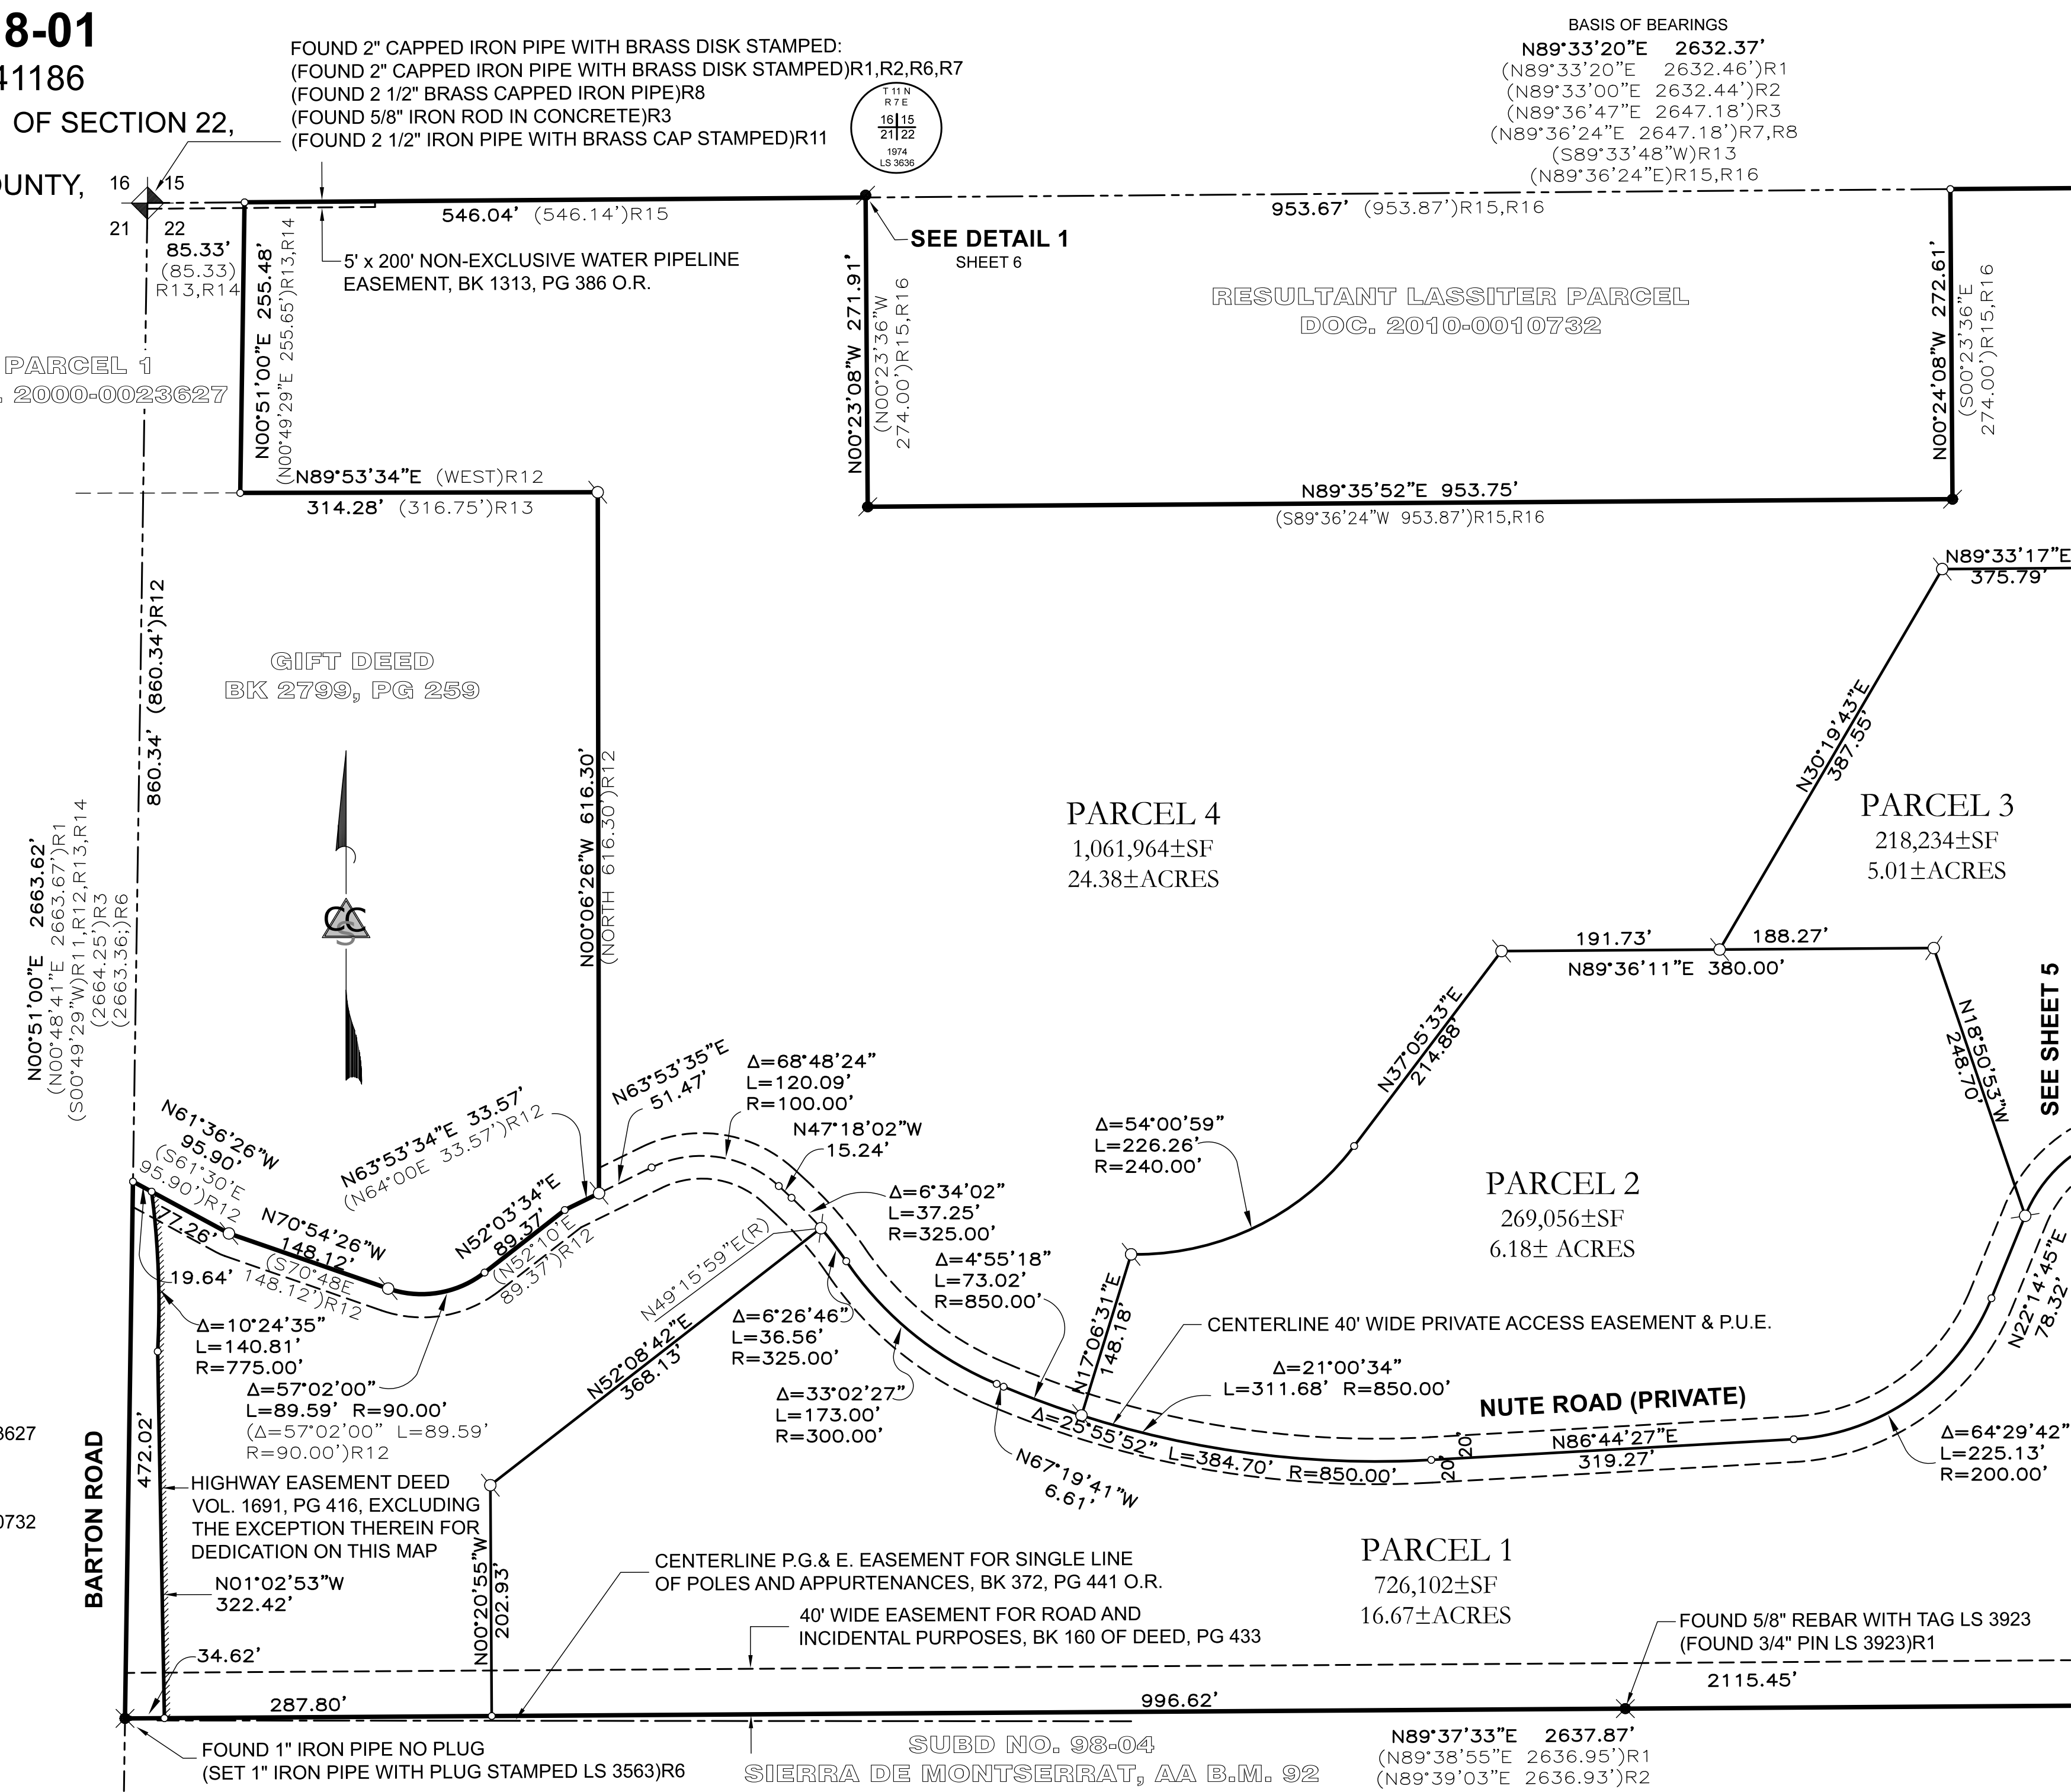 8-01
41186
OF SECTION 22,
OUNTY,
FOUND 2" CAPPED IRON PIPE WITH BRASS DISK STAMPED:
(FOUND 2" CAPPED IRON PIPE WITH BRASS DISK STAMPED)R1,R2,R6,R7
(FOUND 2 1/2" BRASS CAPPED IRON PIPE)R8
(FOUND 5/8" IRON ROD IN CONCRETE)R3
(FOUND 2 1/2" IRON PIPE WITH BRASS CAP STAMPED)R11
T 11 N
R 7 E
16 15
21 22
1974
LS 3636
BASIS OF BEARINGS
N89°33'20"E 2632.37'
(N89°33'20"E 2632.46')R1
(N89°33'00"E 2632.44')R2
(N89°36'47"E 2647.18')R3
(N89°36'24"E 2647.18')R7,R8
(S89°33'48"W)R13
(N89°36'24"E)R15,R16
16 15
21 22
85.33'
(85.33)
R13,R14
546.04' (546.14')R15
953.67' (953.87')R15,R16
SEE DETAIL 1
SHEET 6
5' x 200' NON-EXCLUSIVE WATER PIPELINE
EASEMENT, BK 1313, PG 386 O.R.
N00°51'00"E 255.48'
(N00°49'29"E 255.65')R13,R14
N00°23'08"W 271.91'
(N00°23'36"W
274.00')R15,R16
RESULTANT LASSITER PARCEL
DOC. 2010-0010732
N00°24'08"W 272.61'
(S00°23'36"E
274.00')R15,R16
PARCEL 1
. 2000-0023627
N89°53'34"E (WEST)R12
314.28' (316.75')R13
N89°35'52"E 953.75'
(S89°36'24"W 953.87')R15,R16
N89°33'17"E
375.79'
860.34' (860.34')R12
GIFT DEED
BK 2799, PG 259
N00°06'26"W 616.30'
(NORTH 616.30')R12
N30°19'43"E
387.55'
PARCEL 4
1,061,964±SF
24.38±ACRES
PARCEL 3
218,234±SF
5.01±ACRES
N00°51'00"E 2663.62'
(N00°48'41"E 2663.67')R1
(S00°49'29"W)R11,R12,R13,R14
(2664.25')R3
(2663.36;)R6
CC
S
191.73'
188.27'
N89°36'11"E 380.00'
SEE SHEET 5
N18°50'53"W
248.70'
N37°05'33"E
214.88'
N61°36'26"W
95.90'
(S61°30'E
95.90')R12
N63°53'34"E 33.57'
(N64°00E 33.57')R12
N63°53'35"E
51.47'
Δ=68°48'24"
L=120.09'
R=100.00'
N47°18'02"W
15.24'
Δ=54°00'59"
L=226.26'
R=240.00'
PARCEL 2
269,056±SF
6.18± ACRES
77.26'
N70°54'26"W
148.12'
(S70°48E
148.12')R12
N52°03'34"E
89.37'
(N52°10'E
89.37')R12
19.64'
Δ=6°34'02"
L=37.25'
R=325.00'
N49°15'59"E(R)
Δ=4°55'18"
L=73.02'
R=850.00'
N17°06'31"E
148.18'
CENTERLINE 40' WIDE PRIVATE ACCESS EASEMENT & P.U.E.
N22°14'45"E
78.32'
Δ=10°24'35"
L=140.81'
R=775.00'
Δ=6°26'46"
L=36.56'
R=325.00'
N52°08'42"E
368.13'
Δ=21°00'34"
L=311.68' R=850.00'
Δ=57°02'00"
L=89.59' R=90.00'
(Δ=57°02'00" L=89.59'
R=90.00')R12
Δ=33°02'27"
L=173.00'
R=300.00'
NUTE ROAD (PRIVATE)
Δ=25°55'52" L=384.70' R=850.00'
20'
20'
N86°44'27"E
319.27'
Δ=64°29'42"
L=225.13'
R=200.00'
N67°19'41"W
6.61'
3627
0732
BARTON ROAD
472.02'
HIGHWAY EASEMENT DEED
VOL. 1691, PG 416, EXCLUDING
THE EXCEPTION THEREIN FOR
DEDICATION ON THIS MAP
N01°02'53"W
322.42'
N00°20'55"W
202.93'
CENTERLINE P.G.& E. EASEMENT FOR SINGLE LINE
OF POLES AND APPURTENANCES, BK 372, PG 441 O.R.
40' WIDE EASEMENT FOR ROAD AND
INCIDENTAL PURPOSES, BK 160 OF DEED, PG 433
PARCEL 1
726,102±SF
16.67±ACRES
FOUND 5/8" REBAR WITH TAG LS 3923
(FOUND 3/4" PIN LS 3923)R1
34.62'
287.80'
996.62'
2115.45'
FOUND 1" IRON PIPE NO PLUG
(SET 1" IRON PIPE WITH PLUG STAMPED LS 3563)R6
SUBD NO. 98-04
SIERRA DE MONTSERRAT, AA B.M. 92
N89°37'33"E 2637.87'
(N89°38'55"E 2636.95')R1
(N89°39'03"E 2636.93')R2